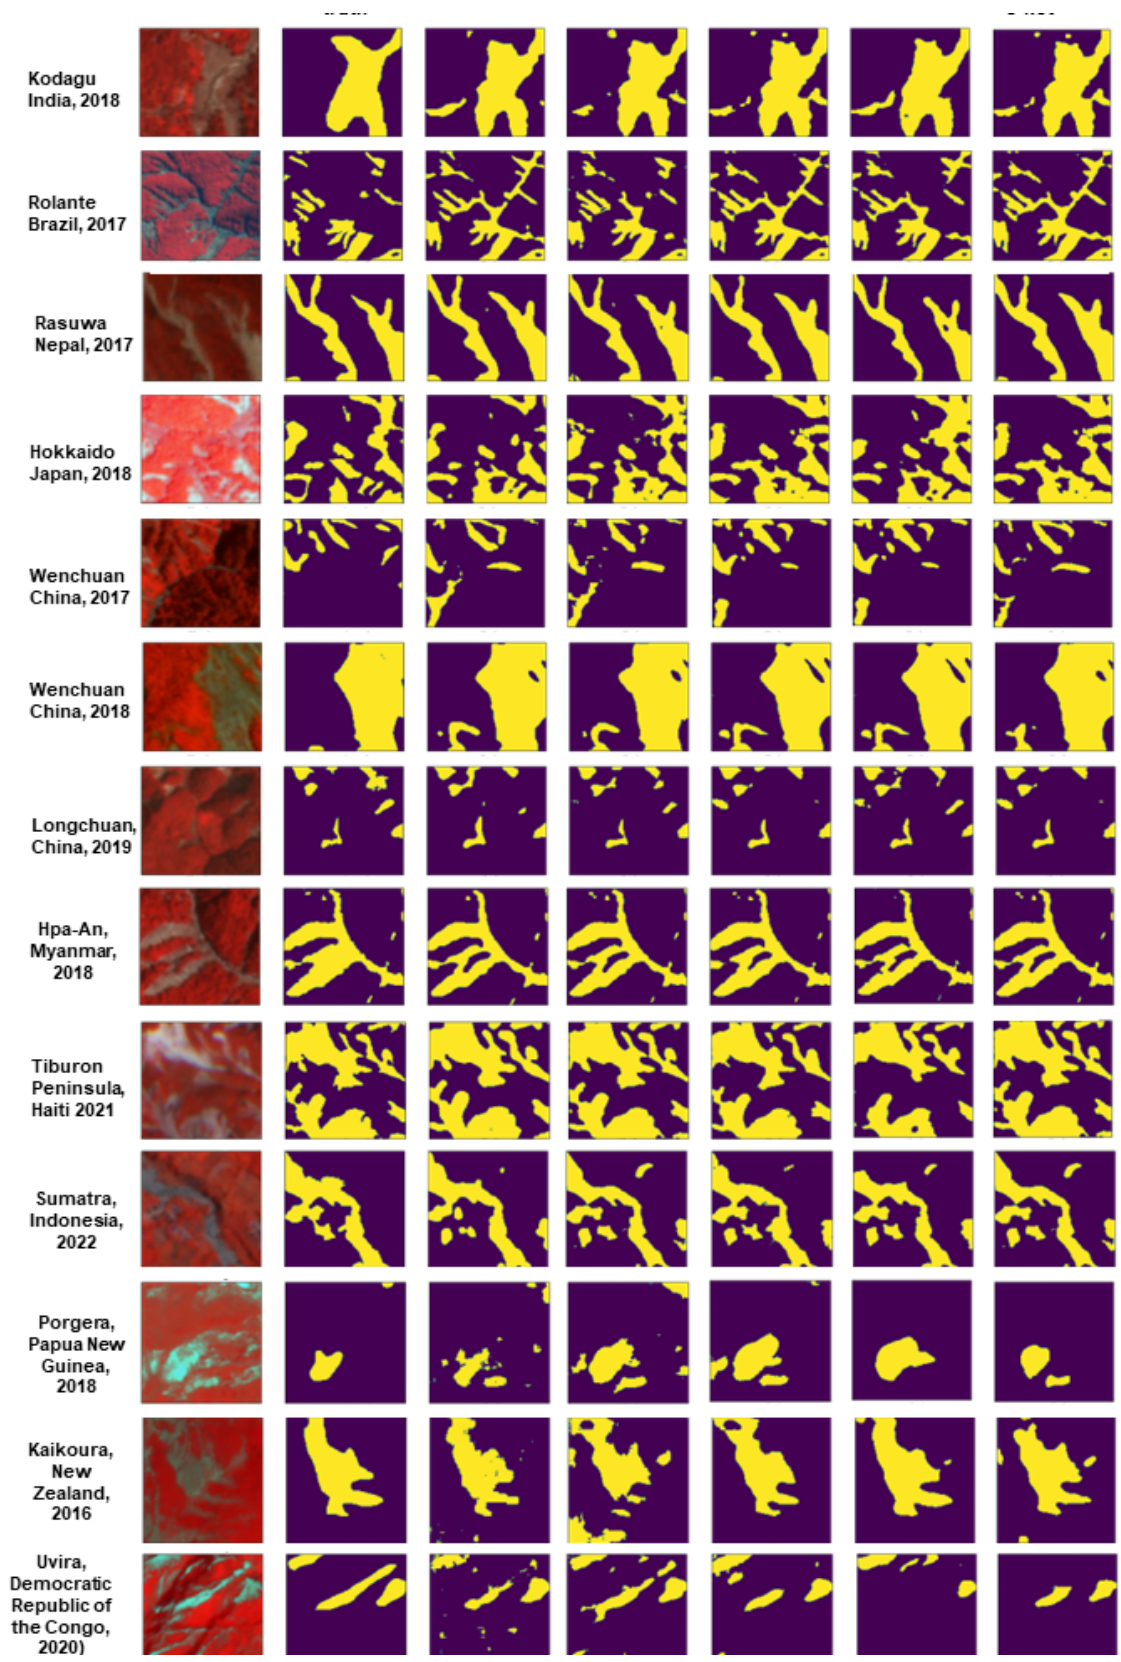 Kodagu
India, 2018
Rolante
Brazil, 2017
Rasuwa
Nepal, 2017
Hokkaido
Japan, 2018
Wenchuan
China, 2017
Wenchuan
China, 2018
Longchuan,
China, 2019
Hpa-An,
Myanmar,
2018
Tiburon
Peninsula,
Haiti 2021
Sumatra,
Indonesia,
2022
Porgera,
Papua New
Guinea,
2018
Kaikoura,
New
Zealand,
2016
Uvira,
Democratic
Republic of
the Congo,
2020)